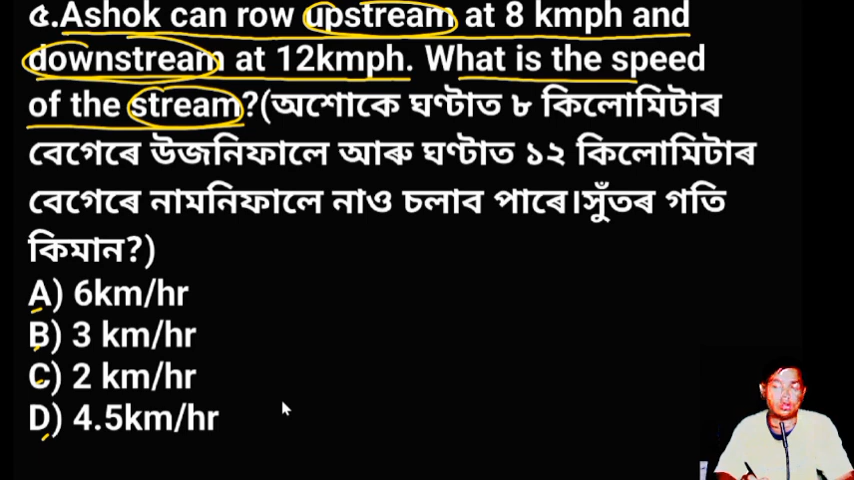 ৫.Ashok can row upstream at 8 kmph and
downstream at 12kmph. What is the speed
of the stream?(অশোকে ঘণ্টাত ৮ কিলোমিটাৰ
বেগেৰে উজনিফালে আৰু ঘণ্টাত ১২ কিলোমিটাৰ
বেগেৰে নামনিফালে নাও চলাব পাৰে।সুঁতৰ গতি
কিমান?)
A) 6km/hr
B) 3 km/hr
C) 2 km/hr
D) 4.5km/hr